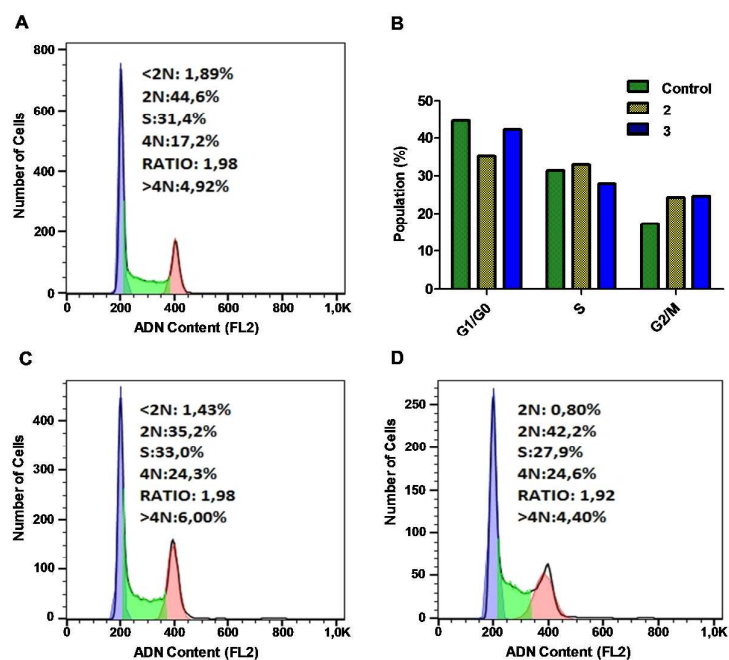 A
800
600
400
200
0
Number of Cells
<2N: 1,89%
2N:44,6%
S:31,4%
4N:17,2%
RATIO: 1,98
>4N:4,92%
0 200 400 600 800 1,0K
ADN Content (FL2)
B
Control
2
3
50
40
30
20
10
0
Population (%)
G1/G0
S
G2/M
C
400
300
200
100
0
Number of Cells
<2N: 1,43%
2N:35,2%
S:33,0%
4N:24,3%
RATIO: 1,98
>4N:6,00%
0 200 400 600 800 1,0K
ADN Content (FL2)
D
250
200
150
100
50
0
Number of Cells
2N: 0,80%
2N:42,2%
S:27,9%
4N:24,6%
RATIO: 1,92
>4N:4,40%
0 200 400 600 800 1,0K
ADN Content (FL2)